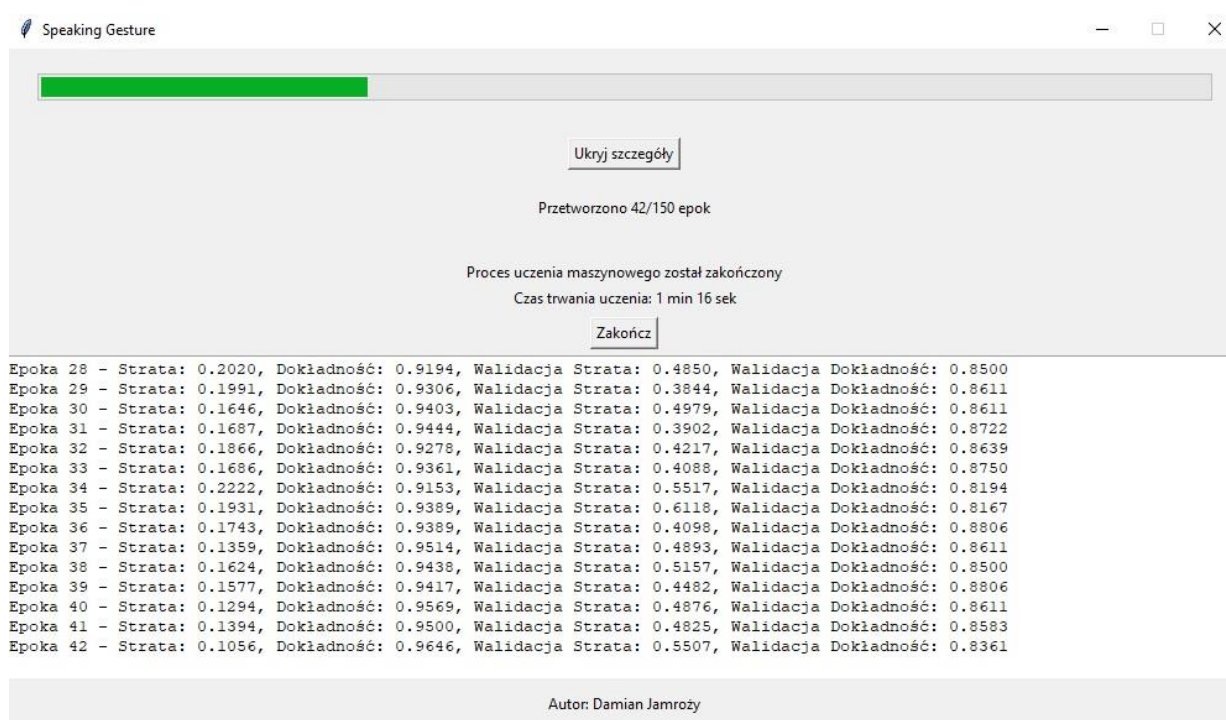 Speaking Gesture
Ukryj szczegóły
Przetworzono 42/150 epok
Proces uczenia maszynowego został zakończony
Czas trwania uczenia: 1 min 16 sek
Zakończ
Epoka 28 - Strata: 0.2020, Dokładność: 0.9194, Walidacja Strata: 0.4850, Walidacja Dokładność: 0.8500
Epoka 29 - Strata: 0.1991, Dokładność: 0.9306, Walidacja Strata: 0.3844, Walidacja Dokładność: 0.8611
Epoka 30 - Strata: 0.1646, Dokładność: 0.9403, Walidacja Strata: 0.4979, Walidacja Dokładność: 0.8611
Epoka 31 - Strata: 0.1687, Dokładność: 0.9444, Walidacja Strata: 0.3902, Walidacja Dokładność: 0.8722
Epoka 32 - Strata: 0.1866, Dokładność: 0.9278, Walidacja Strata: 0.4217, Walidacja Dokładność: 0.8639
Epoka 33 - Strata: 0.1686, Dokładność: 0.9361, Walidacja Strata: 0.4088, Walidacja Dokładność: 0.8750
Epoka 34 - Strata: 0.2222, Dokładność: 0.9153, Walidacja Strata: 0.5517, Walidacja Dokładność: 0.8194
Epoka 35 - Strata: 0.1931, Dokładność: 0.9389, Walidacja Strata: 0.6118, Walidacja Dokładność: 0.8167
Epoka 36 - Strata: 0.1743, Dokładność: 0.9389, Walidacja Strata: 0.4098, Walidacja Dokładność: 0.8806
Epoka 37 - Strata: 0.1359, Dokładność: 0.9514, Walidacja Strata: 0.4893, Walidacja Dokładność: 0.8611
Epoka 38 - Strata: 0.1624, Dokładność: 0.9438, Walidacja Strata: 0.5157, Walidacja Dokładność: 0.8500
Epoka 39 - Strata: 0.1577, Dokładność: 0.9417, Walidacja Strata: 0.4482, Walidacja Dokładność: 0.8806
Epoka 40 - Strata: 0.1294, Dokładność: 0.9569, Walidacja Strata: 0.4876, Walidacja Dokładność: 0.8611
Epoka 41 - Strata: 0.1394, Dokładność: 0.9500, Walidacja Strata: 0.4825, Walidacja Dokładność: 0.8583
Epoka 42 - Strata: 0.1056, Dokładność: 0.9646, Walidacja Strata: 0.5507, Walidacja Dokładność: 0.8361
Autor: Damian Jamroży